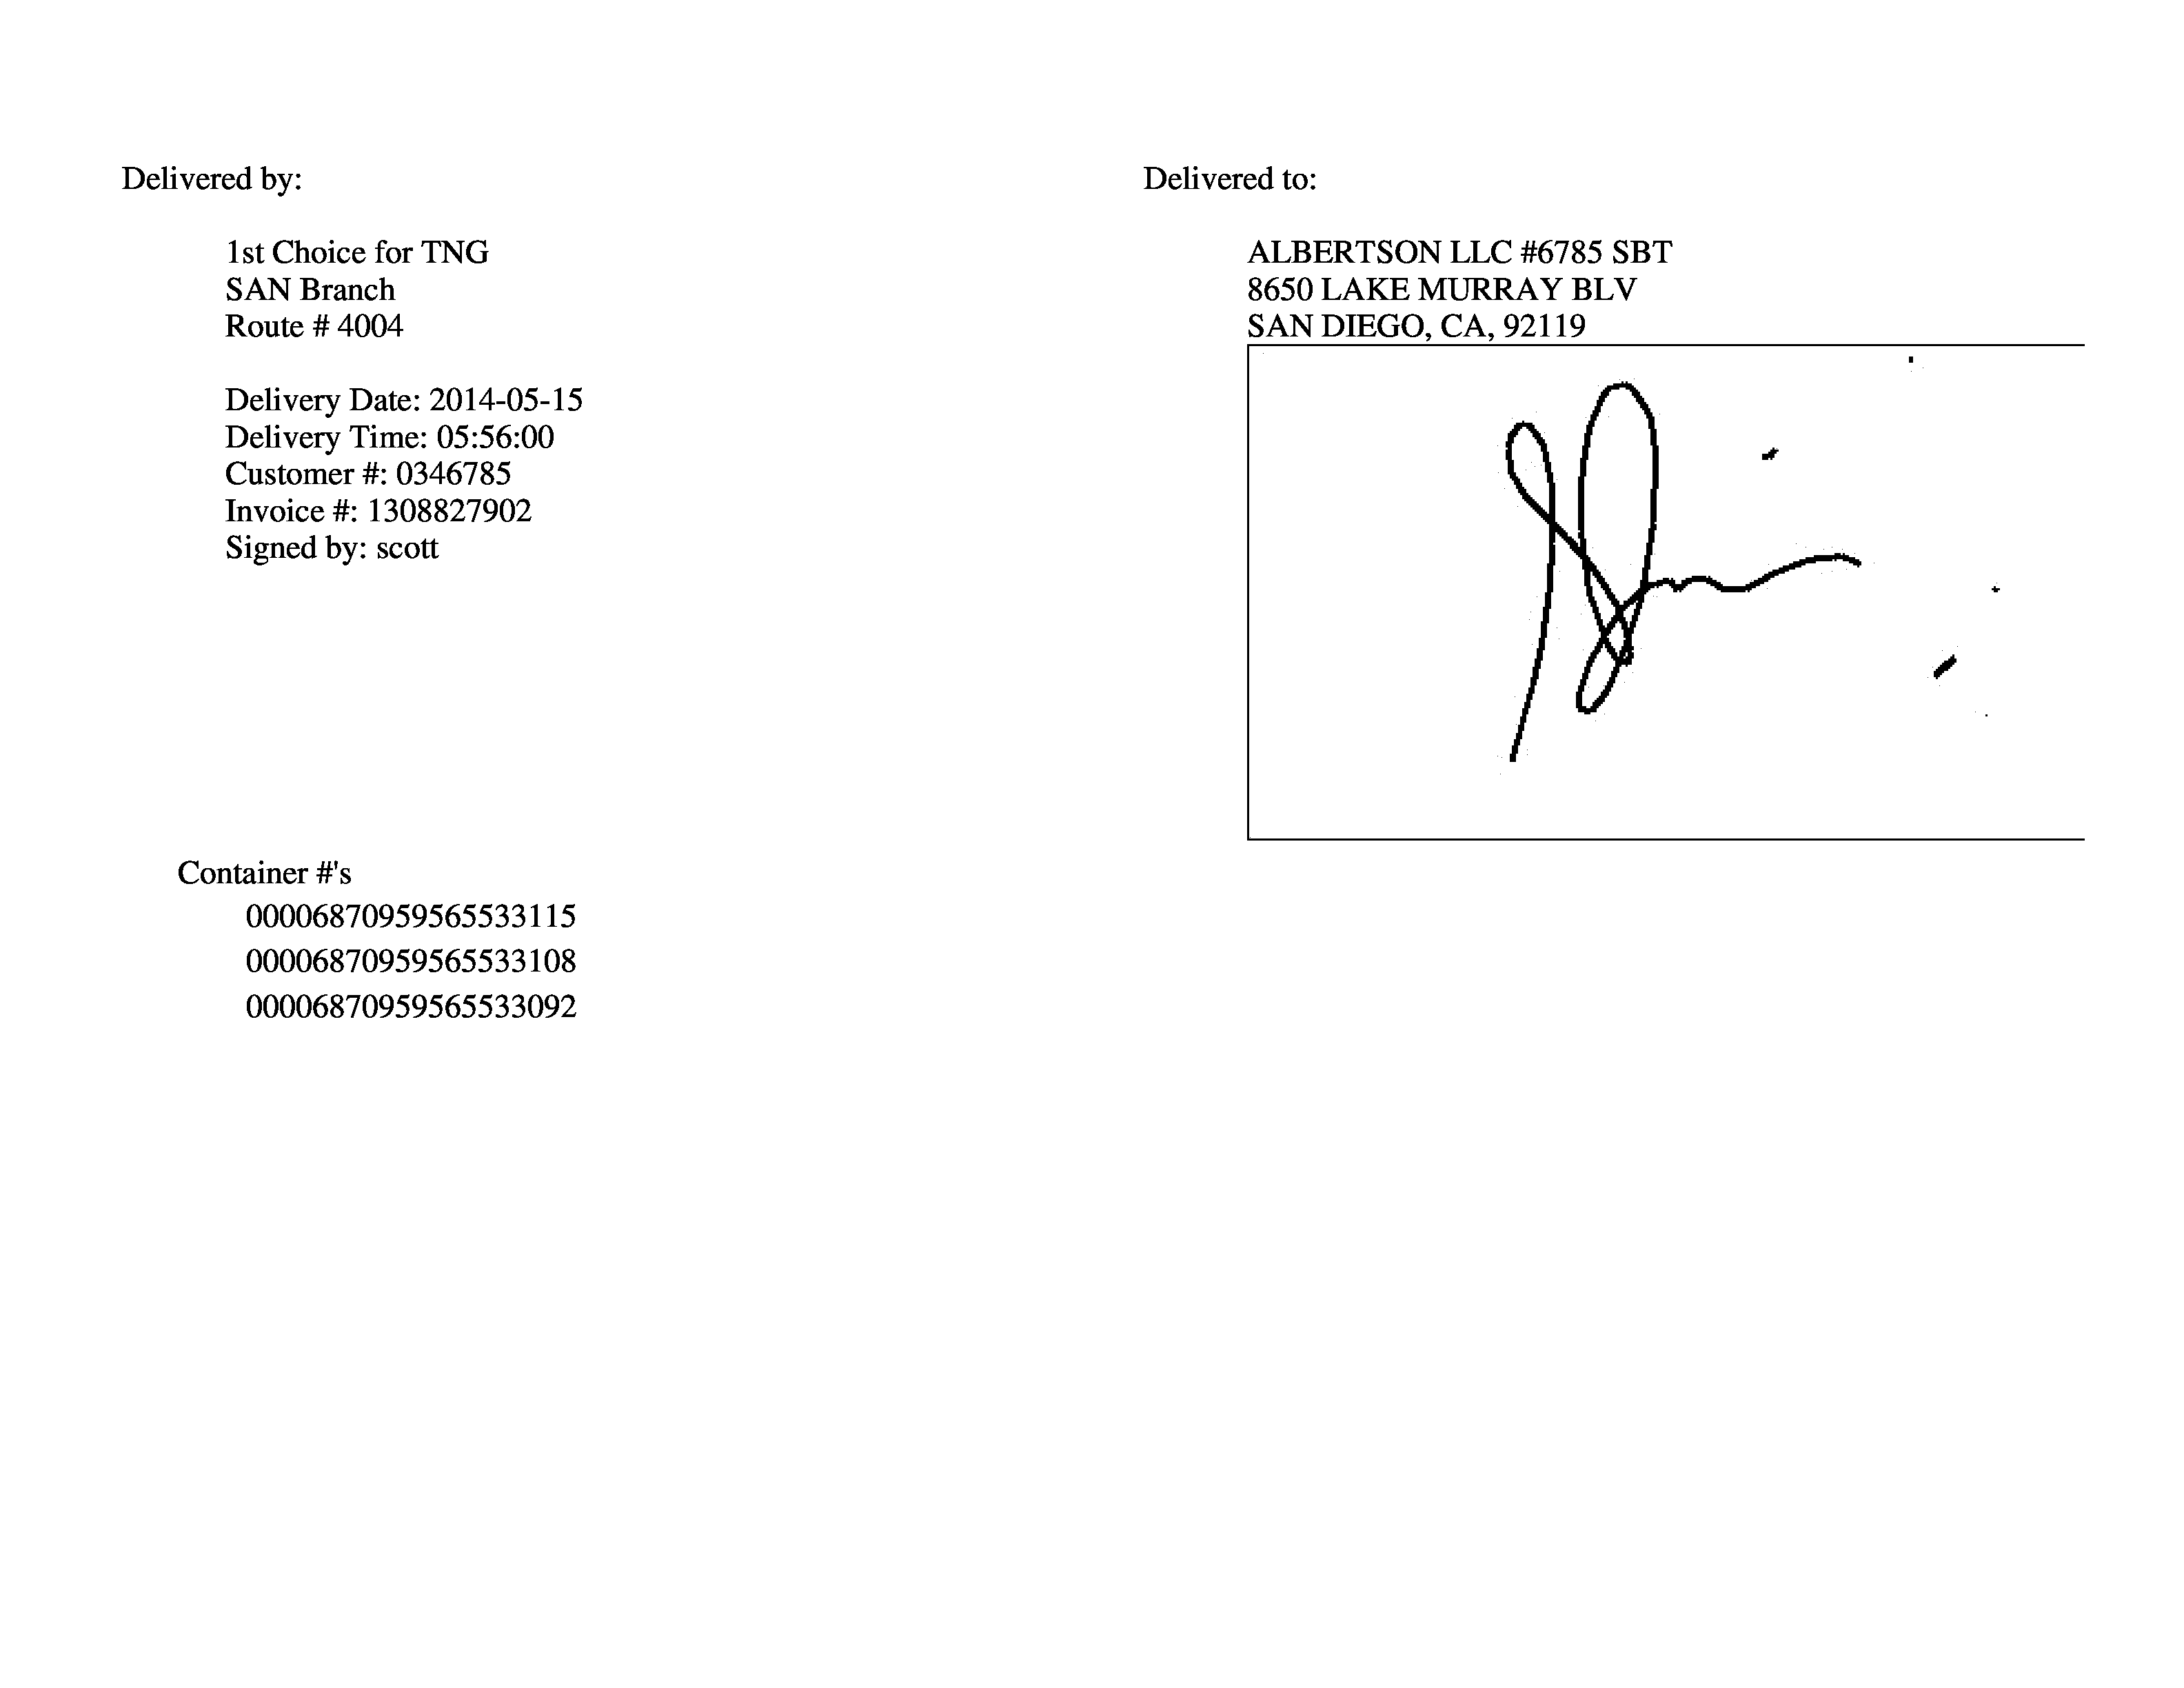 Delivered by:
1st Choice for TNG
SAN Branch
Route # 4004
Delivery Date: 2014-05-15
Delivery Time: 05:56:00
Customer #: 0346785
Invoice #: 1308827902
Signed by: scott
Delivered to:
ALBERTSON LLC #6785 SBT
8650 LAKE MURRAY BLV
SAN DIEGO, CA, 92119
Container #'s
00006870959565533115
00006870959565533108
00006870959565533092